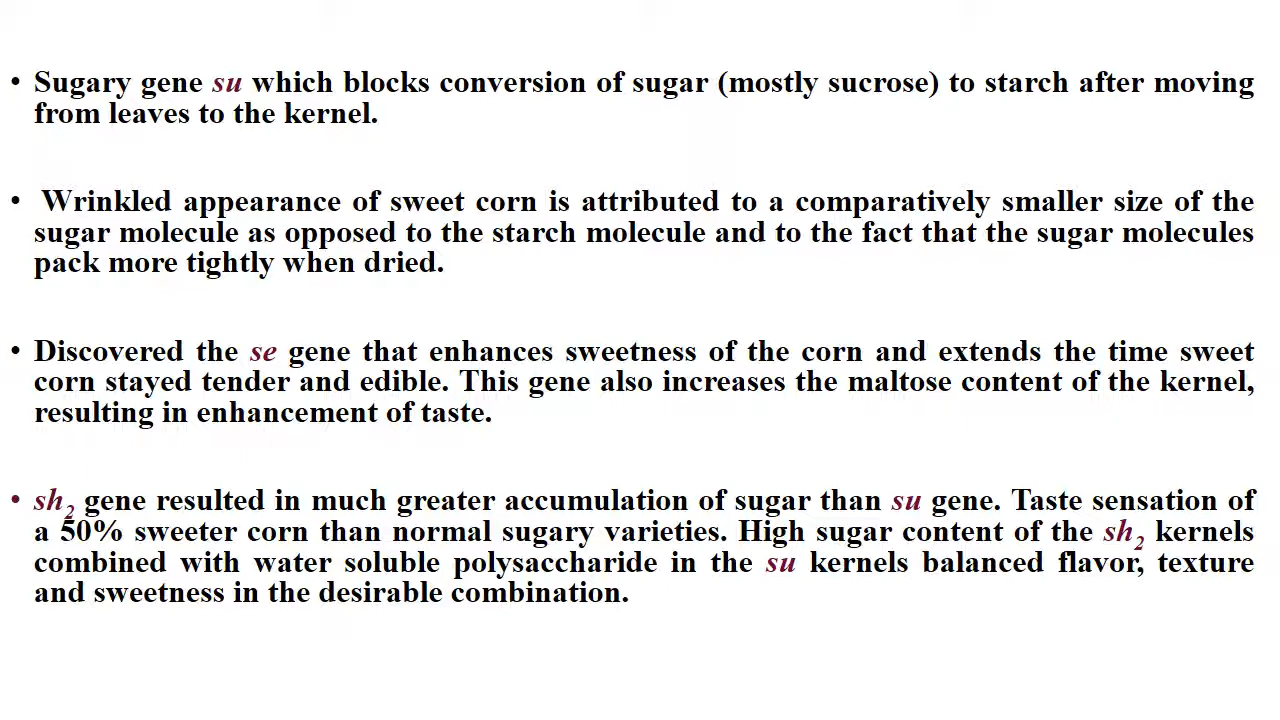 • Sugary gene su which blocks conversion of sugar (mostly sucrose) to starch after moving
from leaves to the kernel.
• Wrinkled appearance of sweet corn is attributed to a comparatively smaller size of the
sugar molecule as opposed to the starch molecule and to the fact that the sugar molecules
pack more tightly when dried.
• Discovered the se gene that enhances sweetness of the corn and extends the time sweet
corn stayed tender and edible. This gene also increases the maltose content of the kernel,
resulting in enhancement of taste.
• sh2 gene resulted in much greater accumulation of sugar than su gene. Taste sensation of
a 50% sweeter corn than normal sugary varieties. High sugar content of the sh2 kernels
combined with water soluble polysaccharide in the su kernels balanced flavor, texture
and sweetness in the desirable combination.